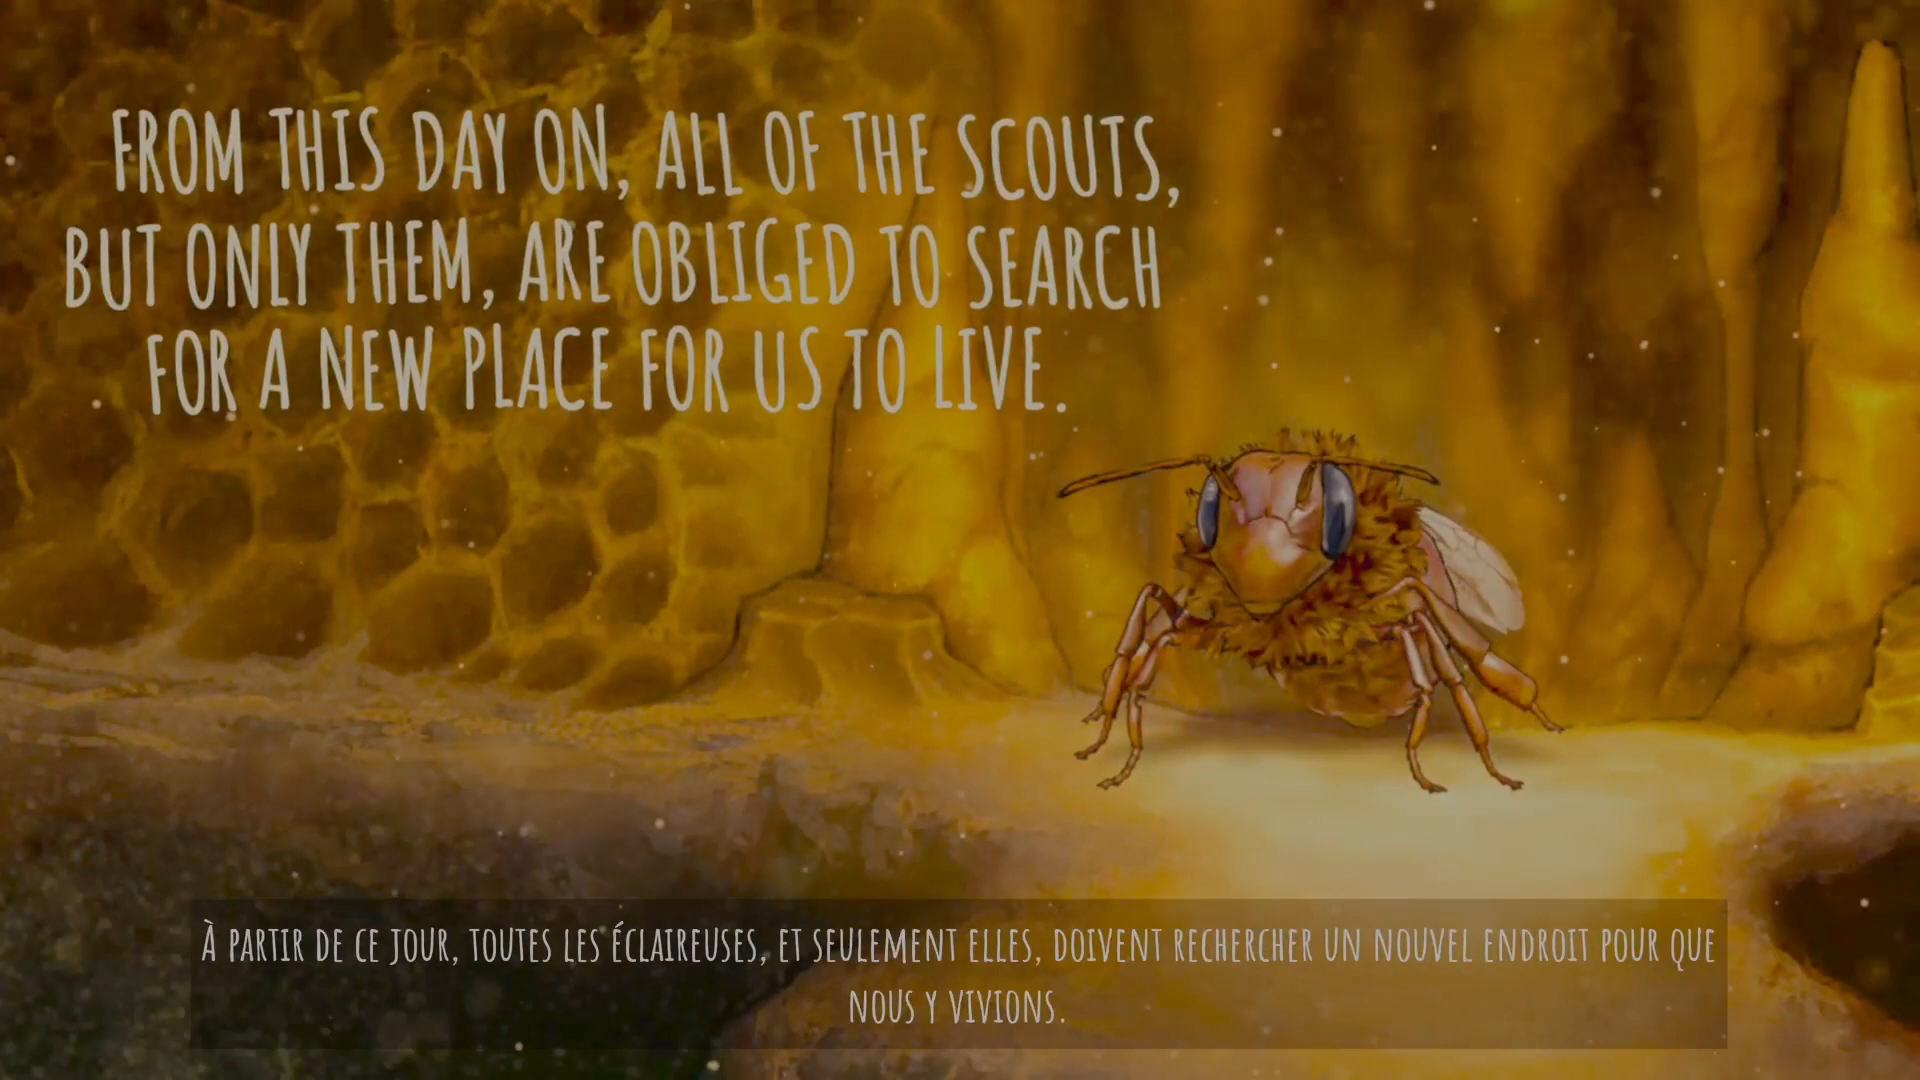 FROM THIS DAY ON, ALL OF THE SCOUTS,
BUT ONLY THEM, ARE OBLIGED TO SEARCH
FOR A NEW PLACE FOR US TO LIVE.
À PARTIR DE CE JOUR, TOUTES LES ÉCLAIREUSES, ET SEULEMENT ELLES, DOIVENT RECHERCHER UN NOUVEL ENDROIT POUR QUE
NOUS Y VIVIONS.